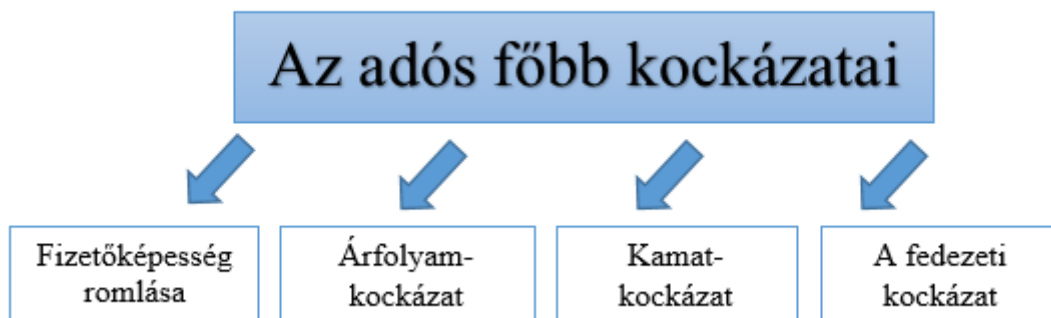 Az adós főbb kockázatai
Fizetőképesség
romlása
Árfolyam-
kockázat
Kamat-
kockázat
A fedezeti
kockázat